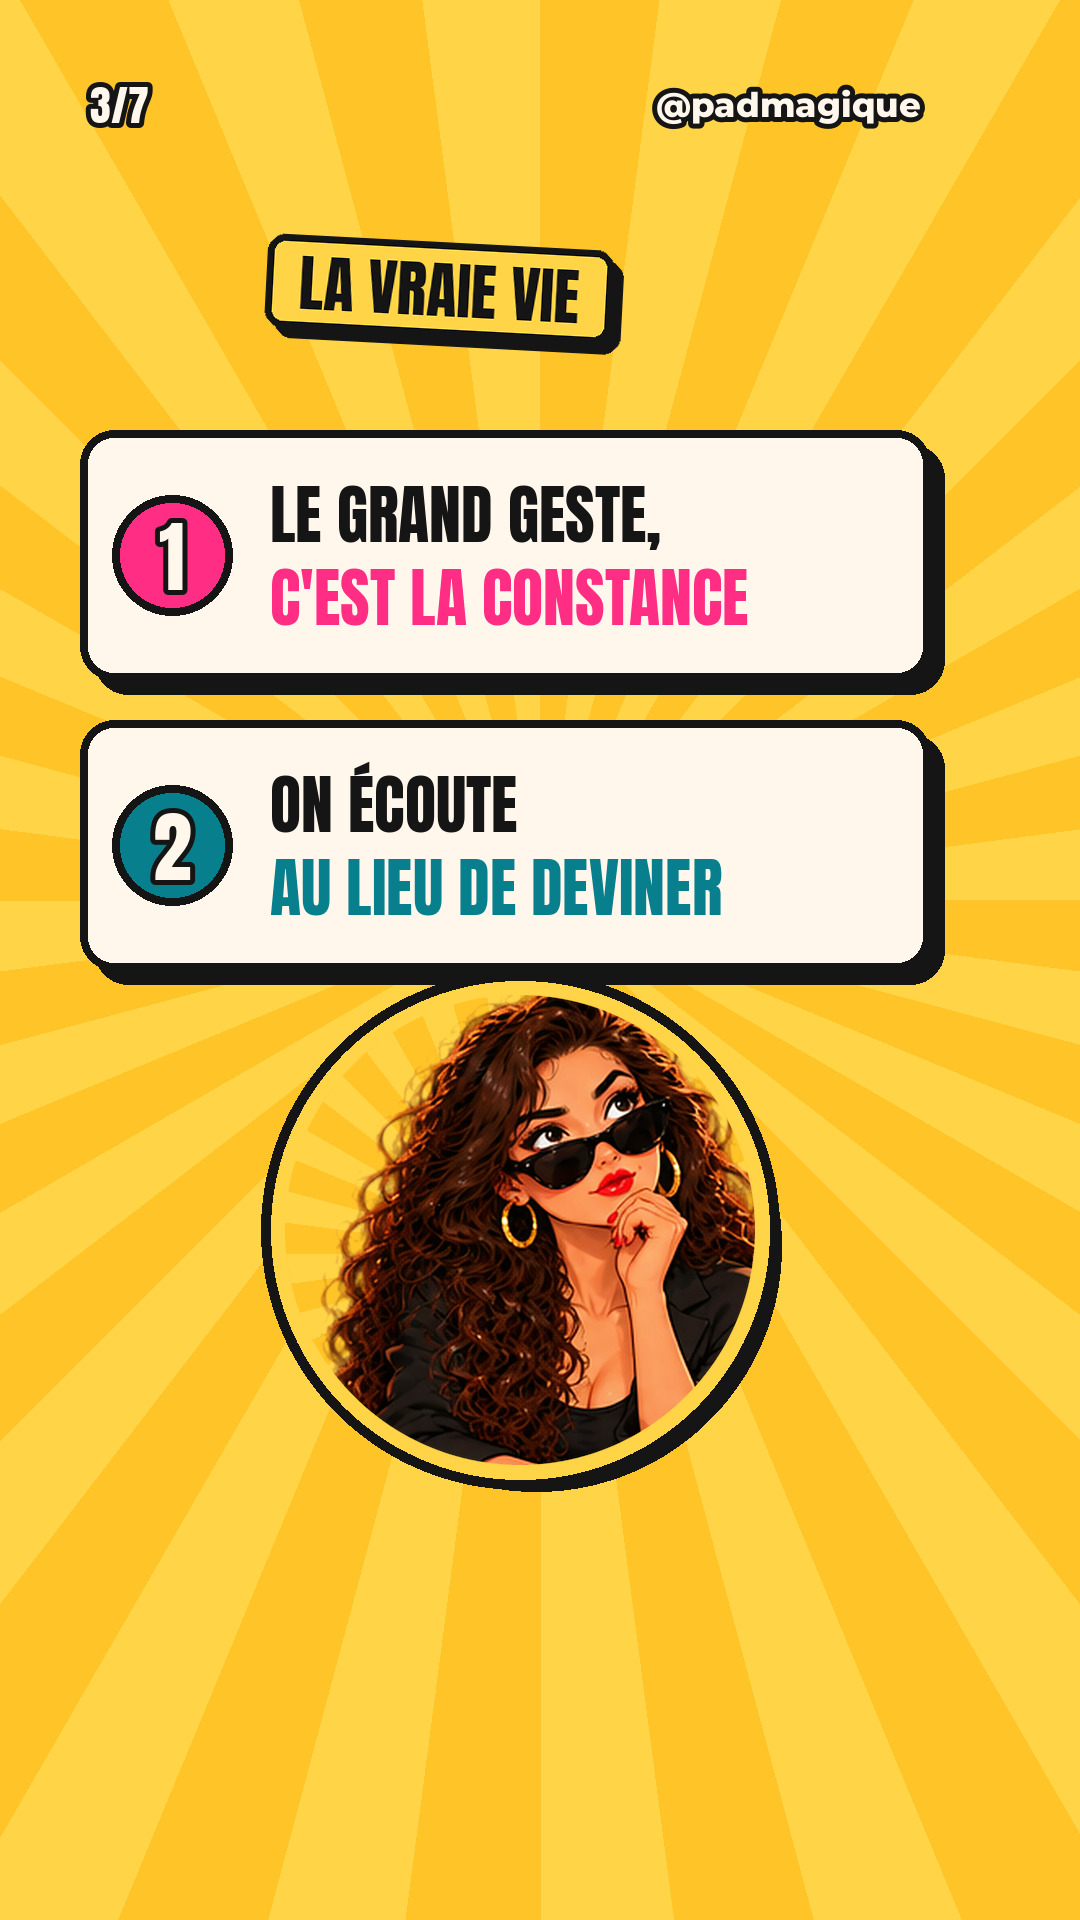 3/7
@padmagique
LA VRAIE VIE
1
LE GRAND GESTE,
C'EST LA CONSTANCE
2
ON ÉCOUTE
AU LIEU DE DEVINER